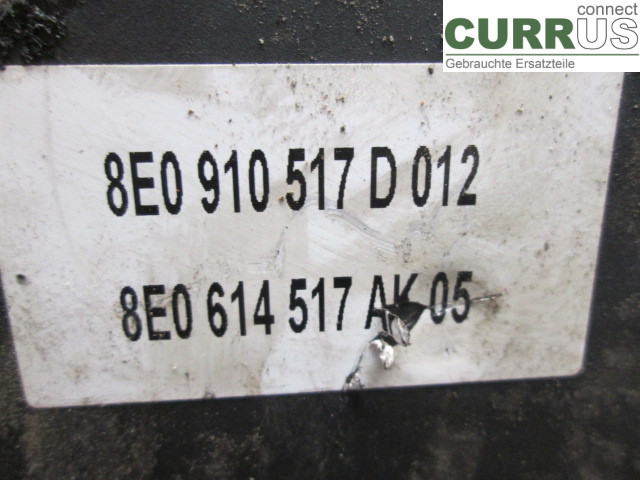 connect
CURRUS
Gebrauchte Ersatzteile
8E0 910 517 D 012
8E0 614 517 AK 05